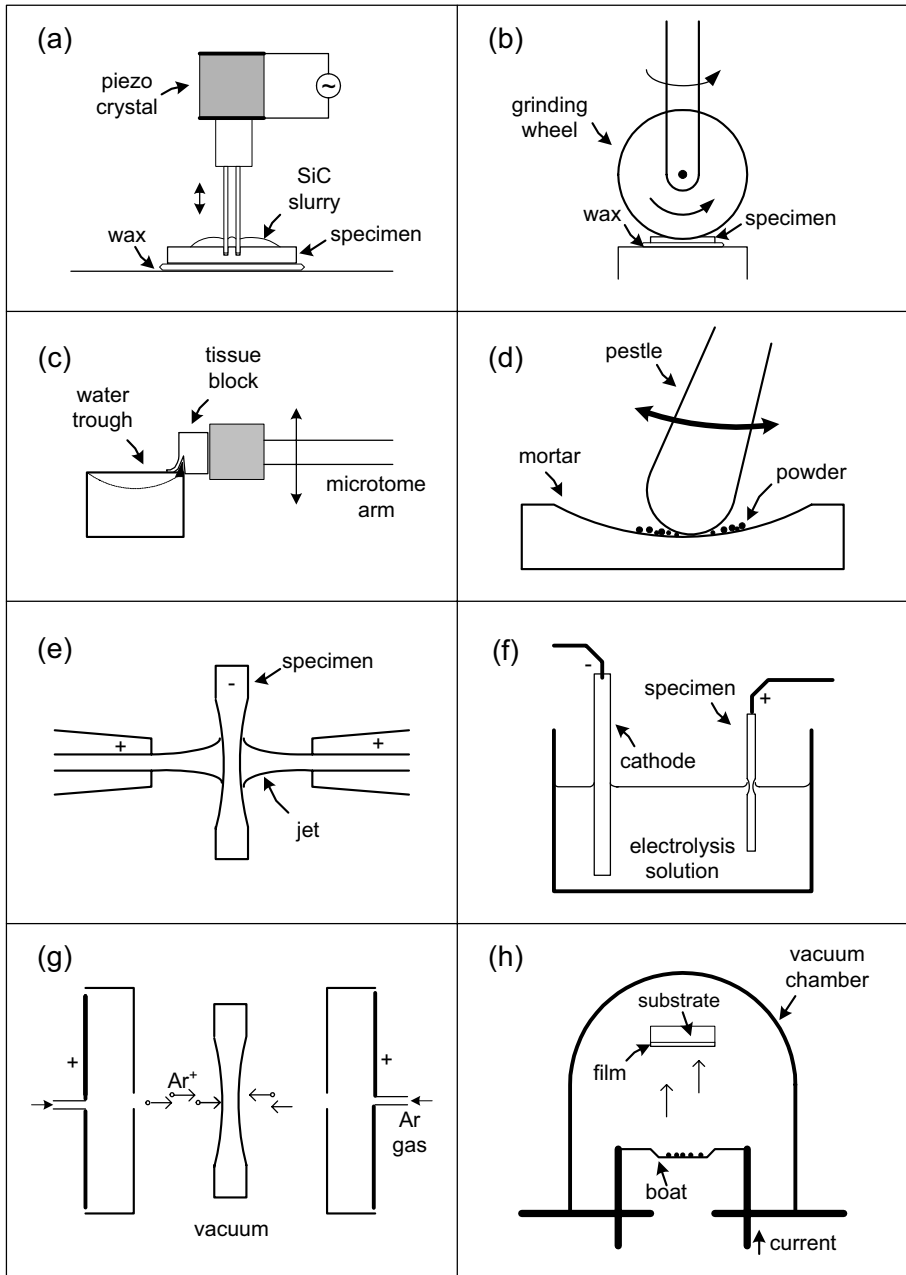 (a)
piezo
crystal
~
SiC
slurry
wax
specimen
(b)
grinding
wheel
wax
specimen
(c)
tissue
block
water
trough
microtome
arm
(d)
pestle
mortar
powder
(e)
specimen
-
+
+
jet
(f)
-
specimen
+
cathode
electrolysis
solution
(g)
+
+
Ar+
Ar
gas
vacuum
(h)
vacuum
chamber
substrate
film
boat
current